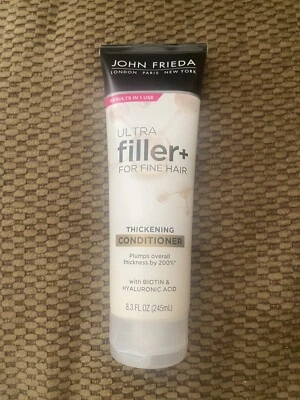 JOHN FRIEDA
LONDON PARIS NEW YORK
RESULTS IN 1 USE
ULTRA
filler+
FOR FINE HAIR
THICKENING
CONDITIONER
Plumps overall
thickness by 200%*
with BIOTIN &
HYALURONIC ACID
8.3 FL OZ (245mL)